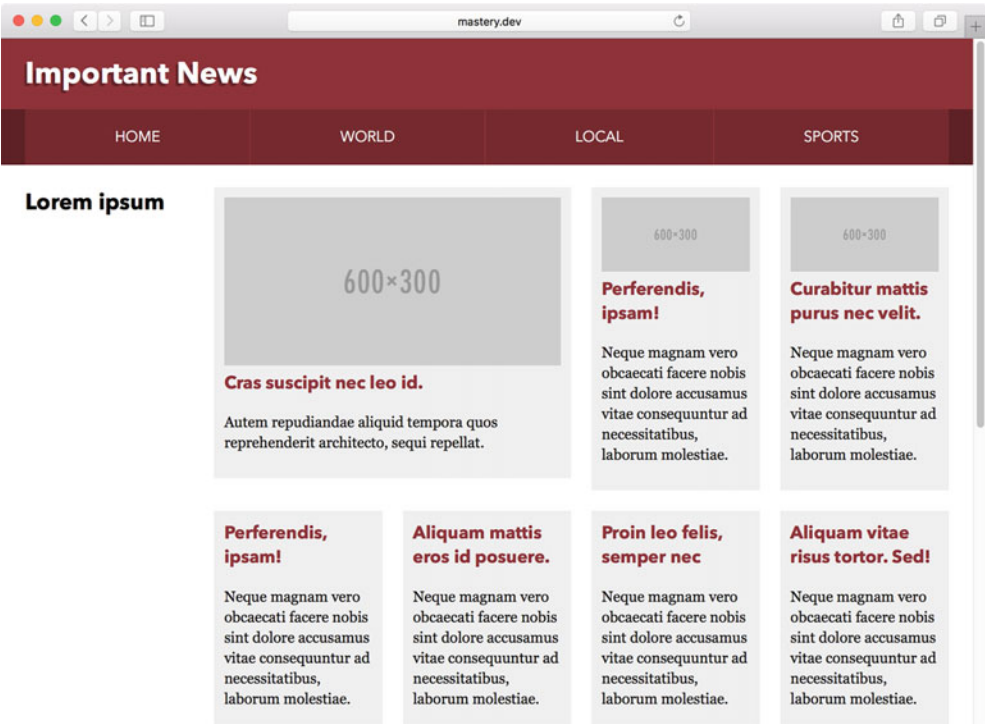 mastery.dev
Important News
HOME
WORLD
LOCAL
SPORTS
Lorem ipsum
600×300
Cras suscipit nec leo id.
Autem repudiandae aliquid tempora quos
reprehenderit architecto, sequi repellat.
600×300
Perferendis,
ipsam!
Neque magnam vero
obcaecati facere nobis
sint dolore accusamus
vitae consequuntur ad
necessitatibus,
laborum molestiae.
600×300
Curabitur mattis
purus nec velit.
Neque magnam vero
obcaecati facere nobis
sint dolore accusamus
vitae consequuntur ad
necessitatibus,
laborum molestiae.
Perferendis,
ipsam!
Neque magnam vero
obcaecati facere nobis
sint dolore accusamus
vitae consequuntur ad
necessitatibus,
laborum molestiae.
Aliquam mattis
eros id posuere.
Neque magnam vero
obcaecati facere nobis
sint dolore accusamus
vitae consequuntur ad
necessitatibus,
laborum molestiae.
Proin leo felis,
semper nec
Neque magnam vero
obcaecati facere nobis
sint dolore accusamus
vitae consequuntur ad
necessitatibus,
laborum molestiae.
Aliquam vitae
risus tortor. Sed!
Neque magnam vero
obcaecati facere nobis
sint dolore accusamus
vitae consequuntur ad
necessitatibus,
laborum molestiae.